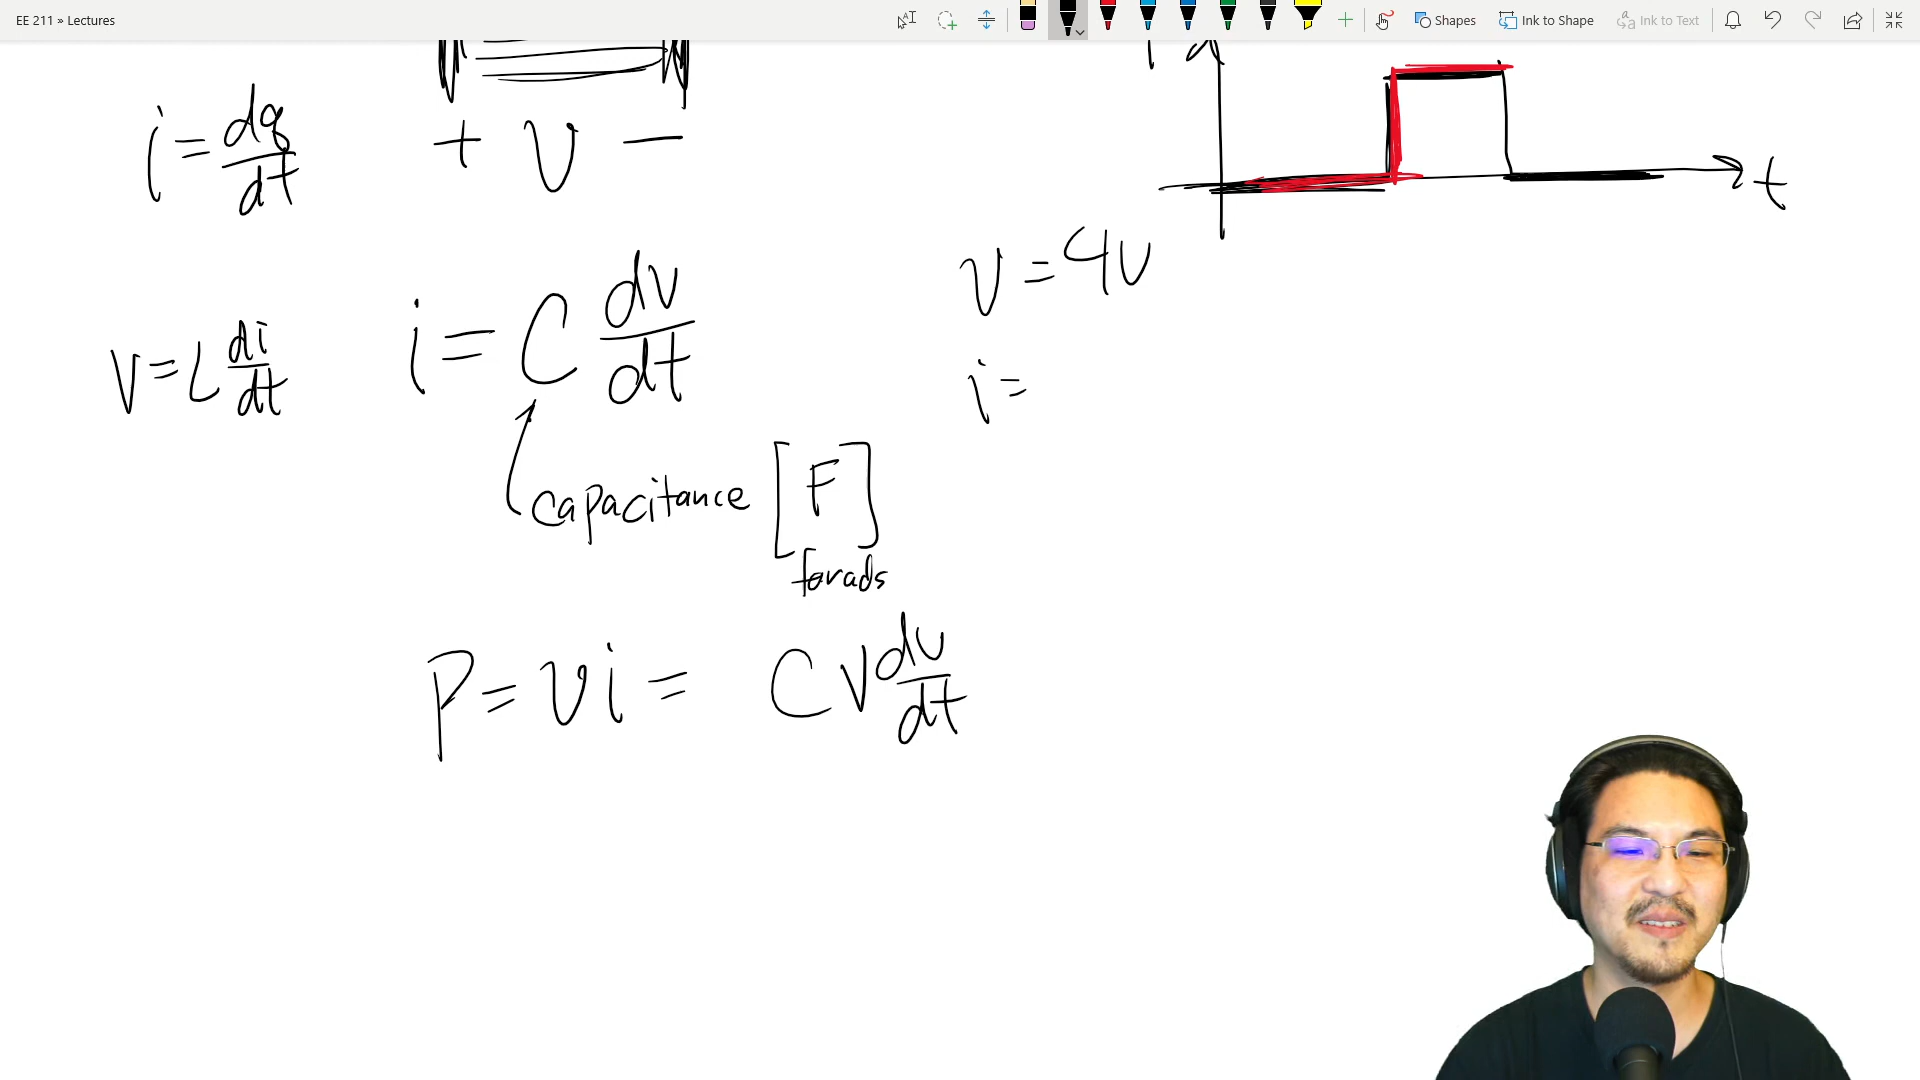 EE 211 » Lectures
Shapes
Ink to Shape
Ink to Text
i = dq/dt
+ v −
t
v = 4v
i = C dv/dt
V = L di/dt
i =
capacitance [F]
farads
P = vi = C v dv/dt